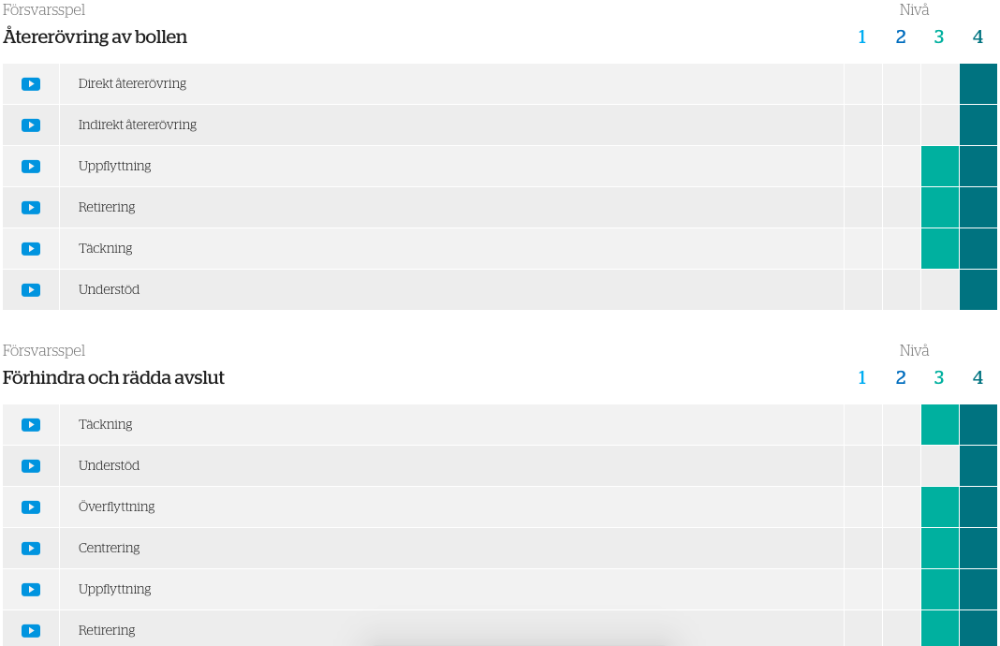 Försvarsspel Nivå
Återerövring av bollen 1 2 3 4
Direkt återerövring
Indirekt återerövring
Uppflyttning
Retirering
Täckning
Understöd
Försvarsspel Nivå
Förhindra och rädda avslut 1 2 3 4
Täckning
Understöd
Överflyttning
Centrering
Uppflyttning
Retirering